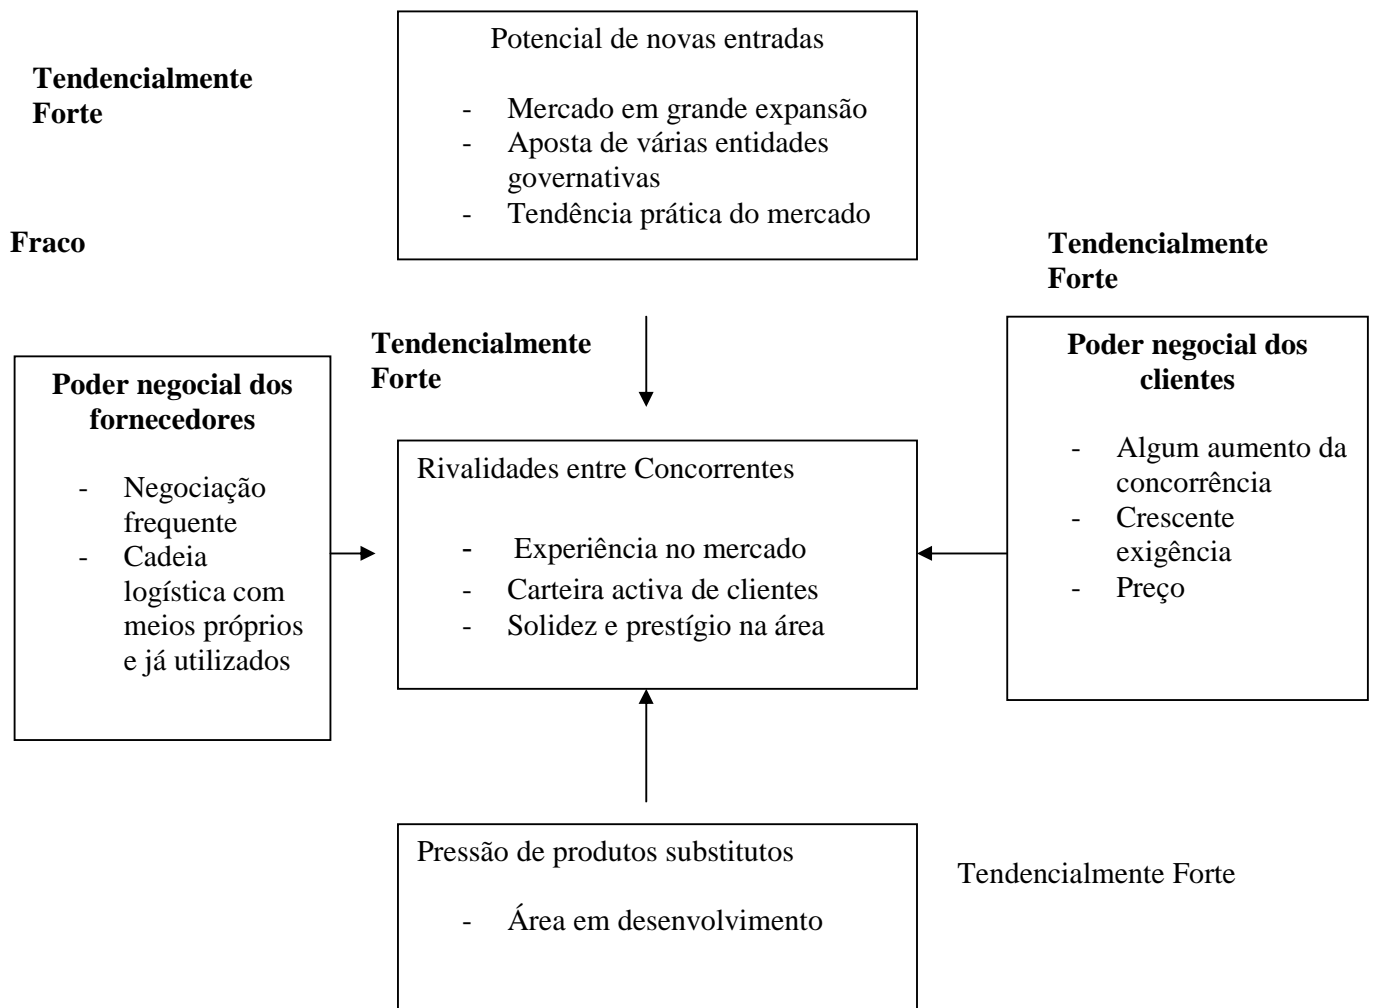 Potencial de novas entradas
Tendencialmente
Forte
- Mercado em grande expansão
- Aposta de várias entidades
governativas
- Tendência prática do mercado
Fraco
Tendencialmente
Forte
Tendencialmente
Forte
Poder negocial dos
fornecedores
- Negociação
frequente
- Cadeia
logística com
meios próprios
e já utilizados
Rivalidades entre Concorrentes
- Experiência no mercado
- Carteira activa de clientes
- Solidez e prestígio na área
Poder negocial dos
clientes
- Algum aumento da
concorrência
- Crescente
exigência
- Preço
Pressão de produtos substitutos
- Área em desenvolvimento
Tendencialmente Forte